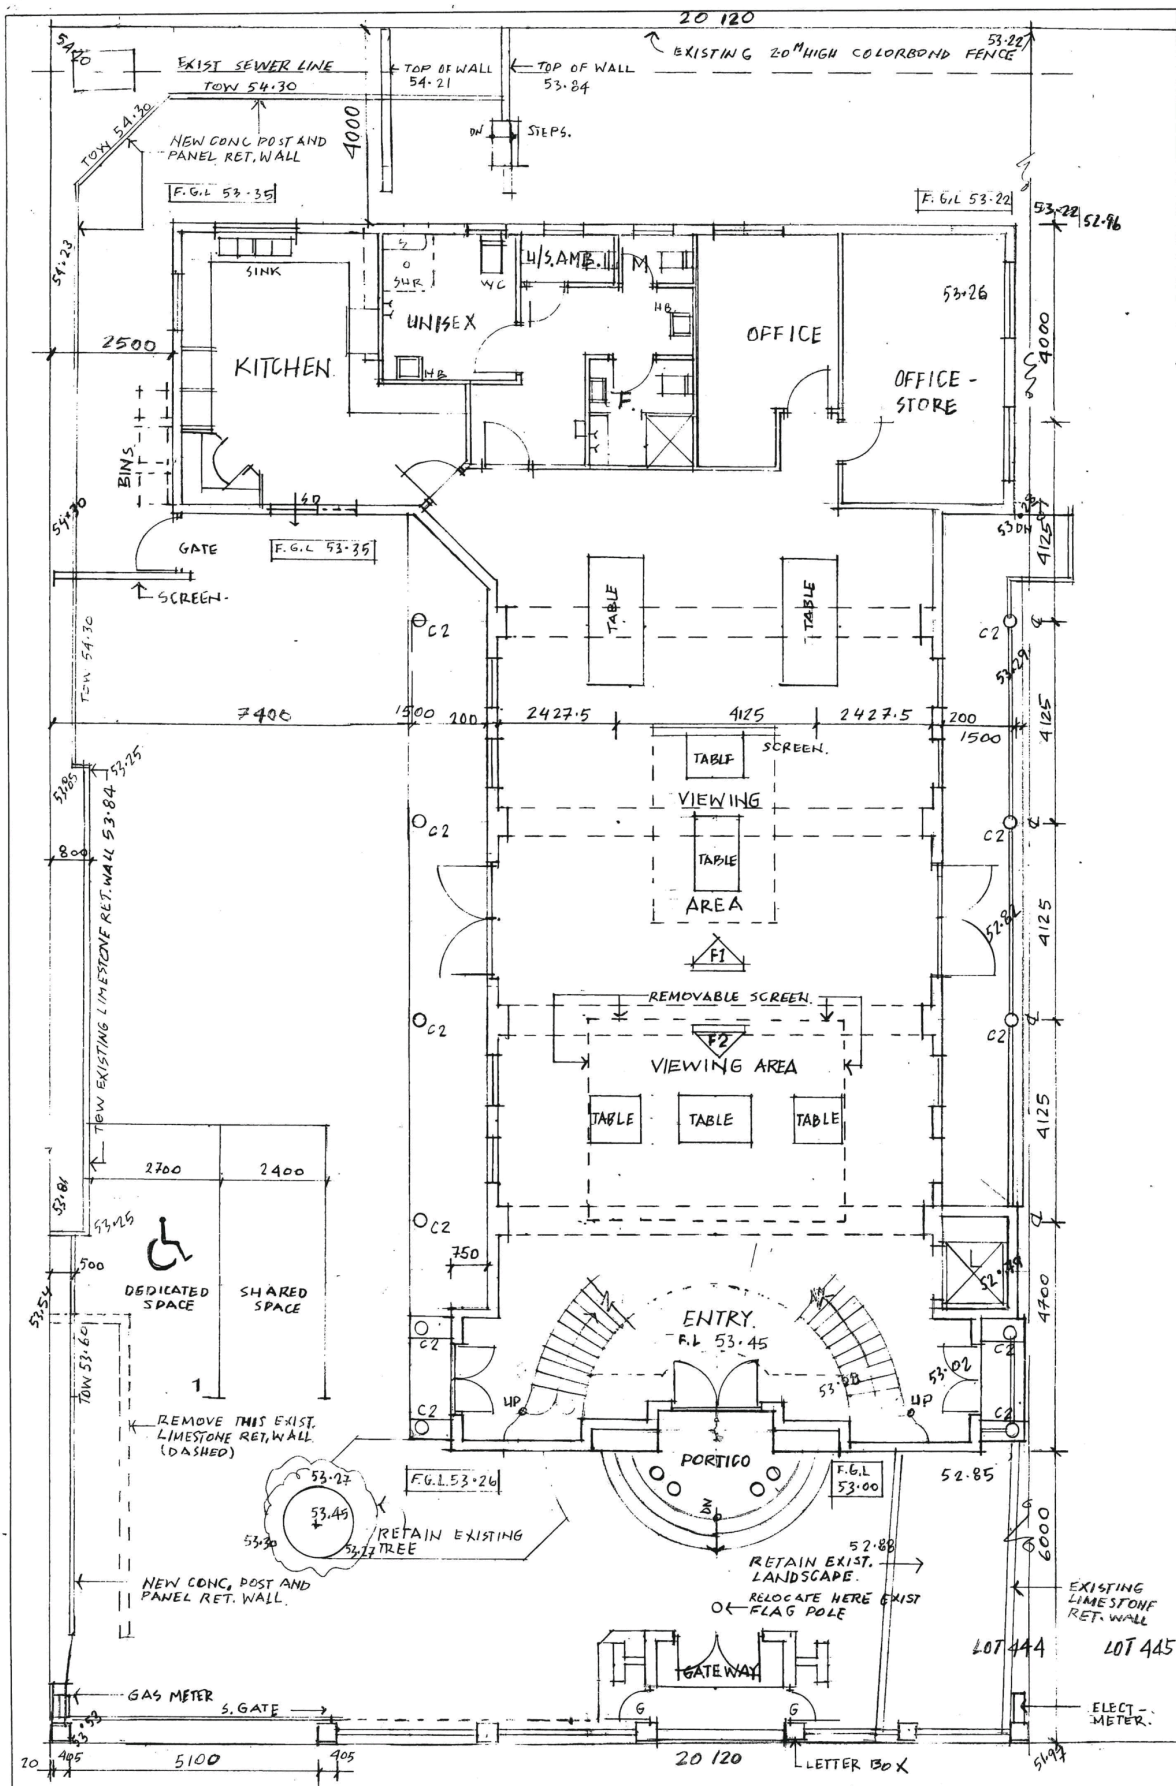 20 120
EXISTING 20M HIGH COLORBOND FENCE
53.22
54.20
EXIST SEWER LINE
TOW 54.30
TOW 54.30
TOP OF WALL
54.21
TOP OF WALL
53.84
NEW CONC POST AND
PANEL RET. WALL
4000
DN
STEPS.
F.G.L 53.35
F.G.L 53.22
53.22
52.96
54.23
SINK
S
O
SHR
WC
U/S.AMB.
M
HB
53.26
UNISEX
OFFICE
4000
2500
KITCHEN
HB
F.
OFFICE -
STORE
BINS
54.30
SD
GATE
F.G.L 53.35
DN
4125
SCREEN.
TABLE
TABLE
C2
C2
TOW 54.30
53.29
7400
1500
200
2427.5
4125
2427.5
200
1500
4125
SCREEN.
TABLE
53.85
53.25
VIEWING
C2
C2
TABLE
800
AREA
TOW EXISTING LIMESTONE RET. WALL 53.84
52.82
4125
F1
REMOVABLE SCREEN.
C2
C2
F2
VIEWING AREA
TABLE
TABLE
TABLE
4125
2700
2400
53.86
53.25
C2
500
750
L
DEDICATED
SPACE
SHARED
SPACE
53.54
4700
ENTRY.
F.L 53.45
C2
C2
TOW 53.60
53.02
1
UP
UP
C2
C2
REMOVE THIS EXIST.
LIMESTONE RET, WALL
(DASHED)
PORTICO
F.G.L 53.26
F.G.L
53.00
52.85
53.27
53.45
53.30
53.27
RETAIN EXISTING
TREE
DN
52.88
6000
RETAIN EXIST.
LANDSCAPE.
NEW CONC, POST AND
PANEL RET. WALL.
RELOCATE HERE EXIST
FLAG POLE
EXISTING
LIMESTONE
RET. WALL
LOT 444
LOT 445
GATEWAY
GAS METER
S. GATE
G
G
ELECT -
METER.
53.53
20
405
5100
405
20 120
LETTER BOX
51.97